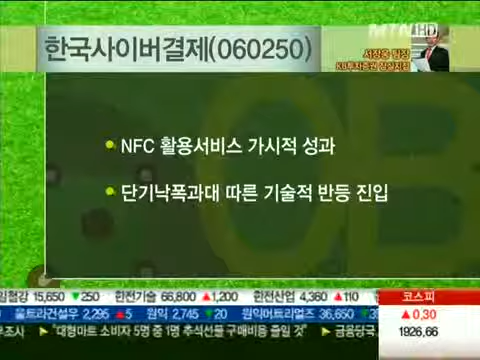 한국사이버결제(060250)
MTN HD
서장웅 팀장
KB투자증권 잠실지점
NFC 활용서비스 가시적 성과
단기낙폭과대 따른 기술적 반등 진입
일철강 15,650 ▼250 한전기술 66,800 ▲1,200 한전산업 4,360 ▲110
울트라건설우 2,295 ▲5 원익 2,745 ▼20 원익머트리얼즈 36,650
코스피
▲0.30
1926.66
▶ "대형마트 소비자 5명 중 1명 추석선물 구매비용 줄일 것" ▶ 금융당국